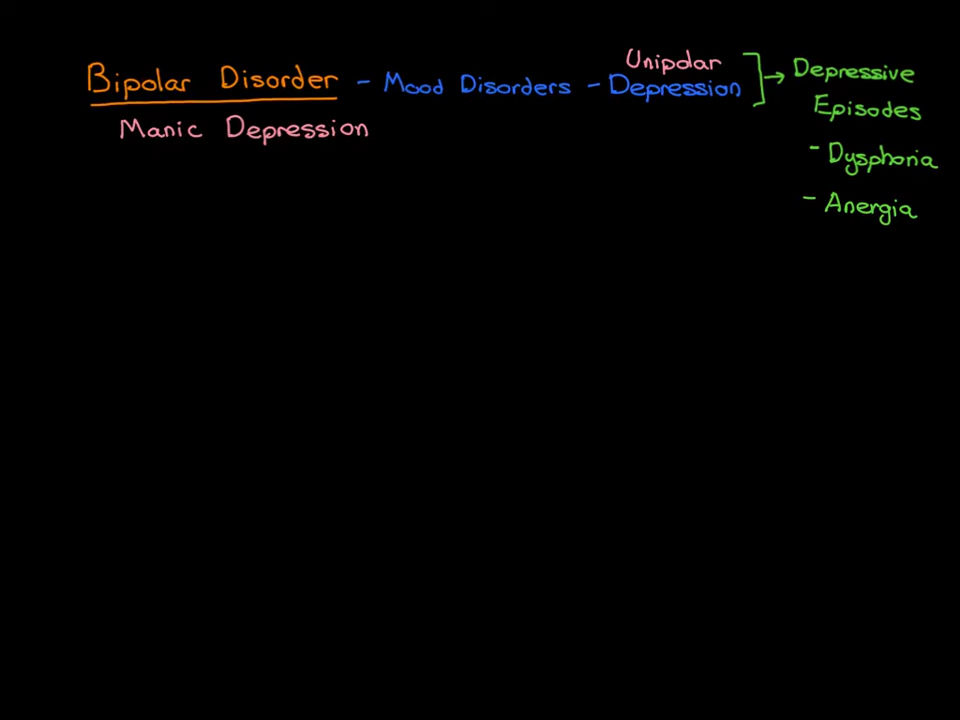 Bipolar Disorder - Mood Disorders - Unipolar Depression → Depressive
Manic Depression
Episodes
- Dysphoria
- Anergia